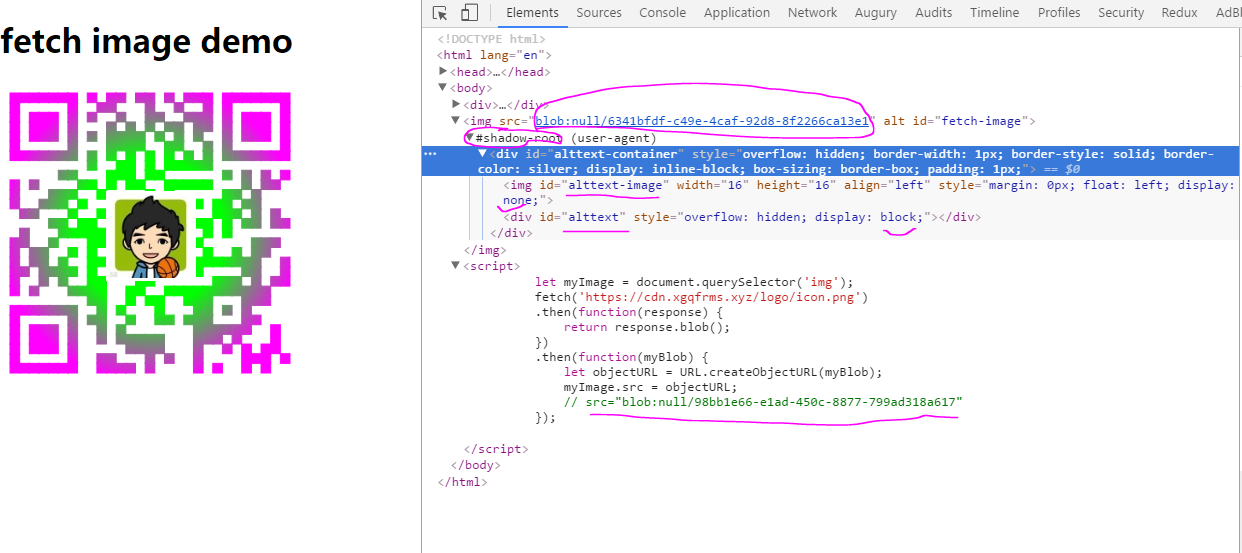 fetch image demo
Elements Sources Console Application Network Augury Audits Timeline Profiles Security Redux AdBl
<!DOCTYPE html>
<html lang="en">
<head>…</head>
<body>
<div>…</div>
<img src="blob:null/6341bfdf-c49e-4caf-92d8-8f2266ca13e1" alt id="fetch-image">
#shadow-root (user-agent)
<div id="alttext-container" style="overflow: hidden; border-width: 1px; border-style: solid; border-
color: silver; display: inline-block; box-sizing: border-box; padding: 1px;"> == $0
<img id="alttext-image" width="16" height="16" align="left" style="margin: 0px; float: left; display:
none;">
<div id="alttext" style="overflow: hidden; display: block;"></div>
</div>
</img>
<script>
let myImage = document.querySelector('img');
fetch('https://cdn.xgqfrms.xyz/logo/icon.png')
.then(function(response) {
return response.blob();
})
.then(function(myBlob) {
let objectURL = URL.createObjectURL(myBlob);
myImage.src = objectURL;
// src="blob:null/98bb1e66-e1ad-450c-8877-799ad318a617"
});
</script>
</body>
</html>